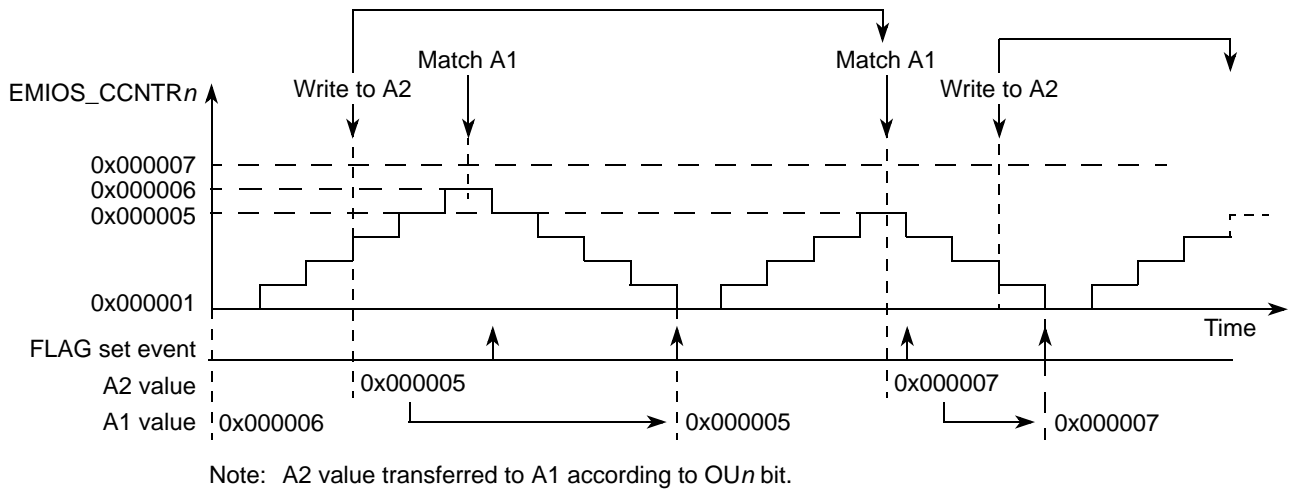 Match A1
Match A1
EMIOS_CCNTRn
Write to A2
Write to A2
0x000007
0x000006
0x000005
0x000001
Time
FLAG set event
A2 value
0x000005
0x000007
A1 value
0x000006
0x000005
0x000007
Note: A2 value transferred to A1 according to OUn bit.